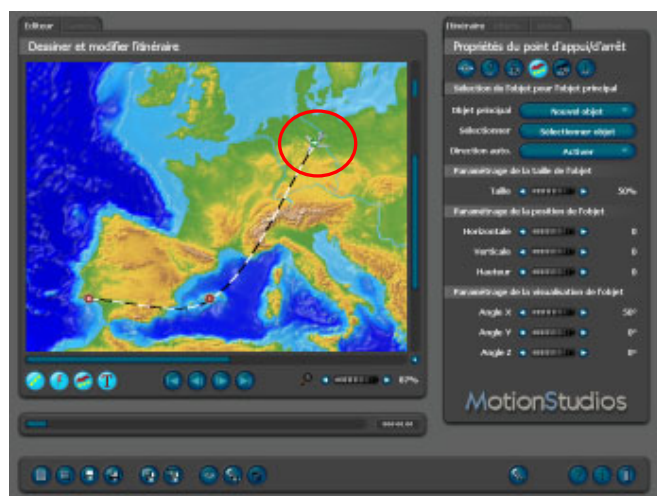 Editeur
Dessiner et modifier l'itinéraire
87%
Itinéraire
Propriétés du point d'appui/d'arrêt
Sélection de l'objet pour l'objet principal
Objet principal Nouvel objet
Sélectionner Sélectionner objet
Direction auto. Activer
Paramétrage de la taille de l'objet
Taille 50%
Paramétrage de la position de l'objet
Horizontale 0
Verticale 0
Hauteur 0
Paramétrage de la visualisation de l'objet
Angle X 50°
Angle Y 0°
Angle Z 0°
MotionStudios